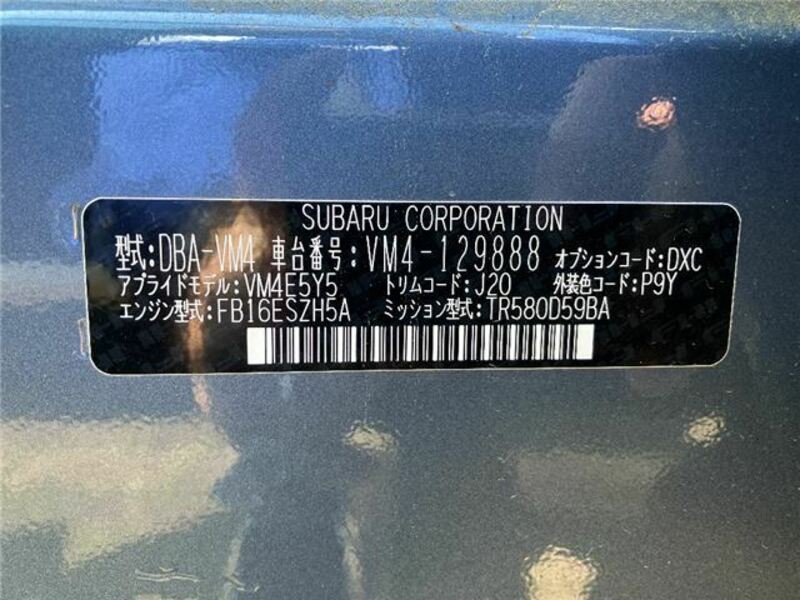 SUBARU CORPORATION
型式:DBA-VM4 車台番号:VM4-129888 オプションコード:DXC
アプライドモデル:VM4E5Y5 トリムコード:J20 外装色コード:P9Y
エンジン型式:FB16ESZH5A ミッション型式:TR580D59BA